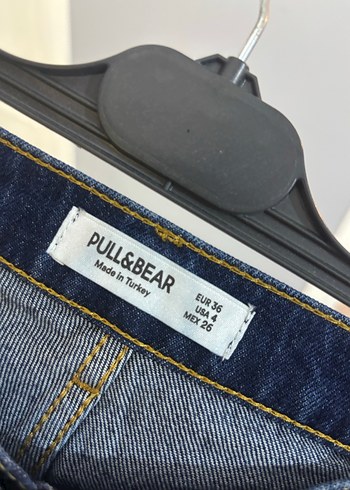 PULL&BEAR
Made in Turkey
EUR 36
USA 4
MEX 26